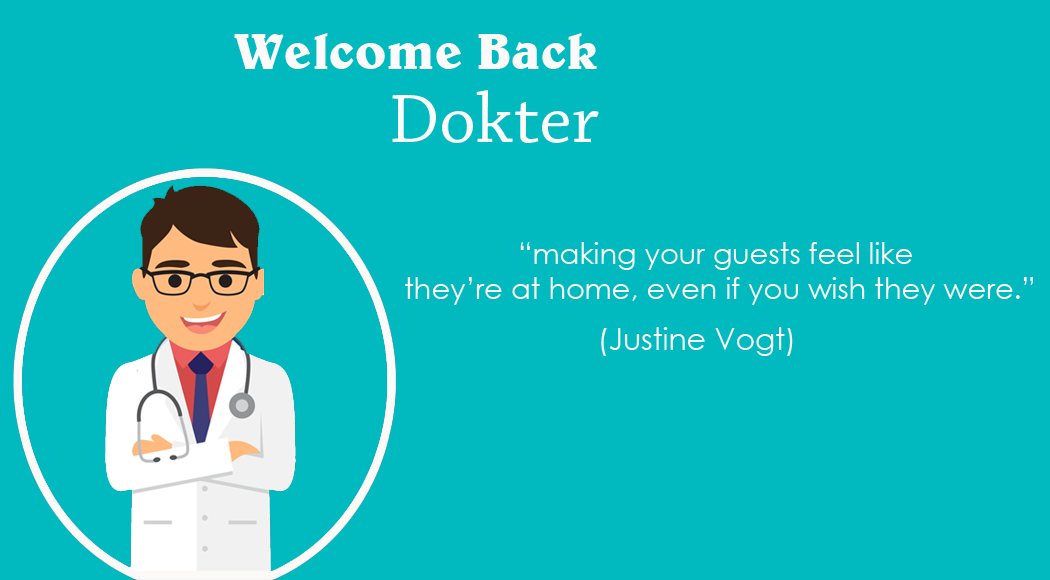 Welcome Back
Dokter
“making your guests feel like
they’re at home, even if you wish they were.”
(Justine Vogt)